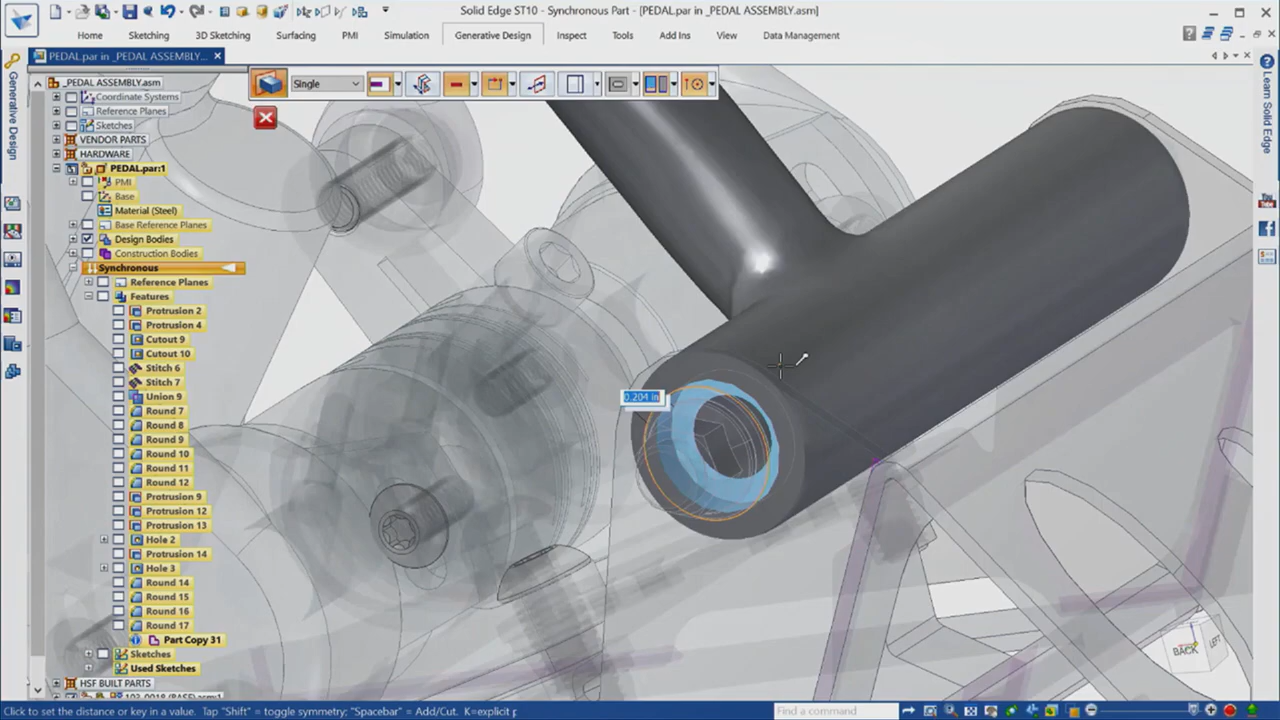 Solid Edge ST10 - Synchronous Part - [PEDAL.par in _PEDAL ASSEMBLY.asm]
Home
Sketching
3D Sketching
Surfacing
PMI
Simulation
Generative Design
Inspect
Tools
Add Ins
View
Data Management
PEDAL.par in _PEDAL ASSEMBLY...
Single
Generative Design
Learn Solid Edge
_PEDAL ASSEMBLY.asm
Coordinate Systems
Reference Planes
Sketches
VENDOR PARTS
HARDWARE
PEDAL.par:1
PMI
Base
Material (Steel)
Base Reference Planes
Design Bodies
Construction Bodies
Synchronous
Reference Planes
Features
Protrusion 2
Protrusion 4
Cutout 9
Cutout 10
Stitch 6
Stitch 7
Union 9
Round 7
Round 8
Round 9
Round 10
Round 11
Round 12
Protrusion 9
Protrusion 12
Protrusion 13
Hole 2
Protrusion 14
Hole 3
Round 14
Round 15
Round 16
Round 17
Part Copy 31
Sketches
Used Sketches
HSF BUILT PARTS
0.204 in
BACK
LEFT
Click to set the distance or key in a value. Tap "Shift" = toggle symmetry; "Spacebar" = Add/Cut. K=explicit p
Find a command